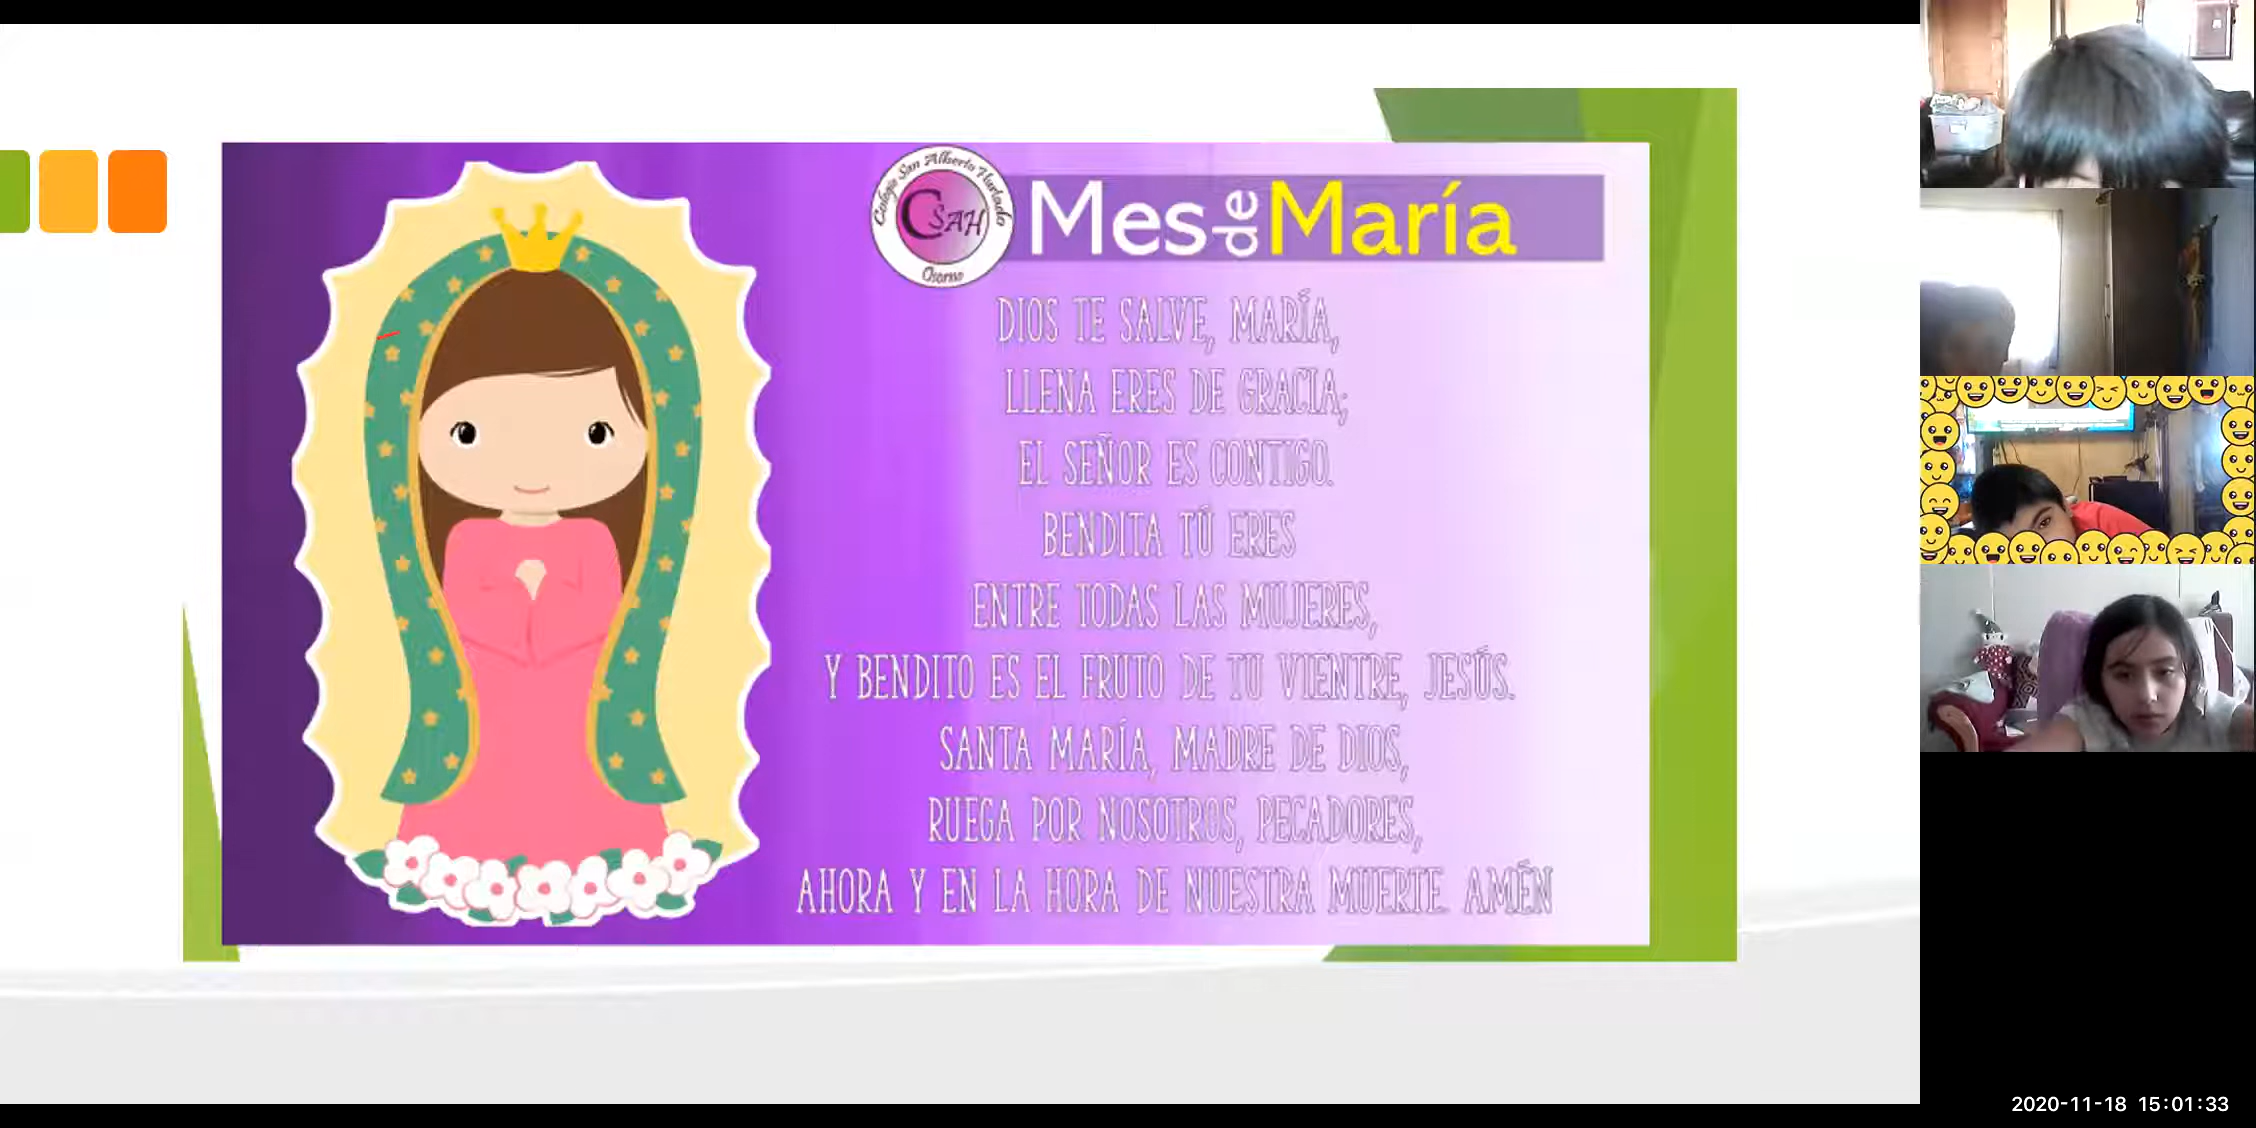 Colegio San Alberto Hurtado
CSAH
Osorno
Mes de María
DIOS TE SALVE, MARÍA,
LLENA ERES DE GRACIA;
EL SEÑOR ES CONTIGO.
BENDITA TÚ ERES
ENTRE TODAS LAS MUJERES,
Y BENDITO ES EL FRUTO DE TU VIENTRE, JESÚS.
SANTA MARÍA, MADRE DE DIOS,
RUEGA POR NOSOTROS, PECADORES,
AHORA Y EN LA HORA DE NUESTRA MUERTE. AMÉN
2020-11-18 15:01:33